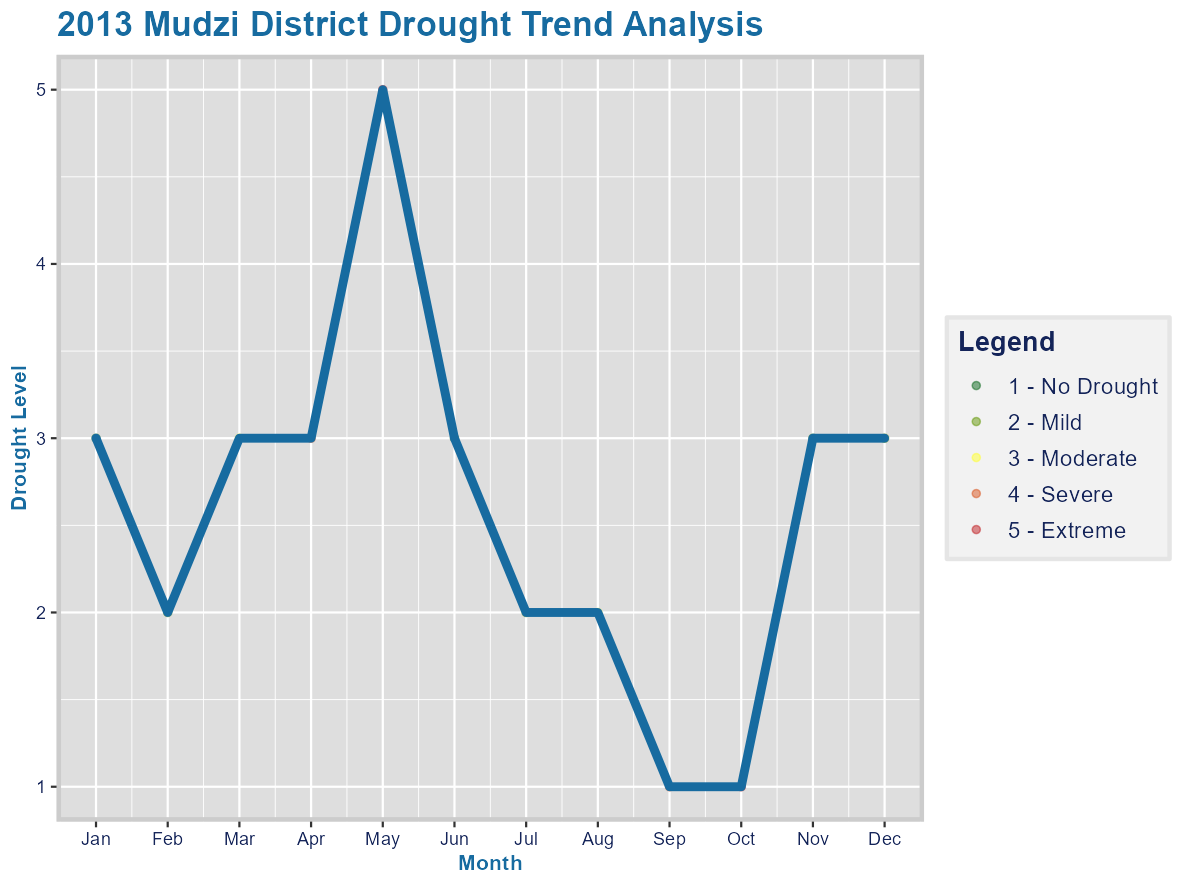 2013 Mudzi District Drought Trend Analysis
5
4
3
2
1
Drought Level
Jan Feb Mar Apr May Jun Jul Aug Sep Oct Nov Dec
Month
Legend
1 - No Drought
2 - Mild
3 - Moderate
4 - Severe
5 - Extreme